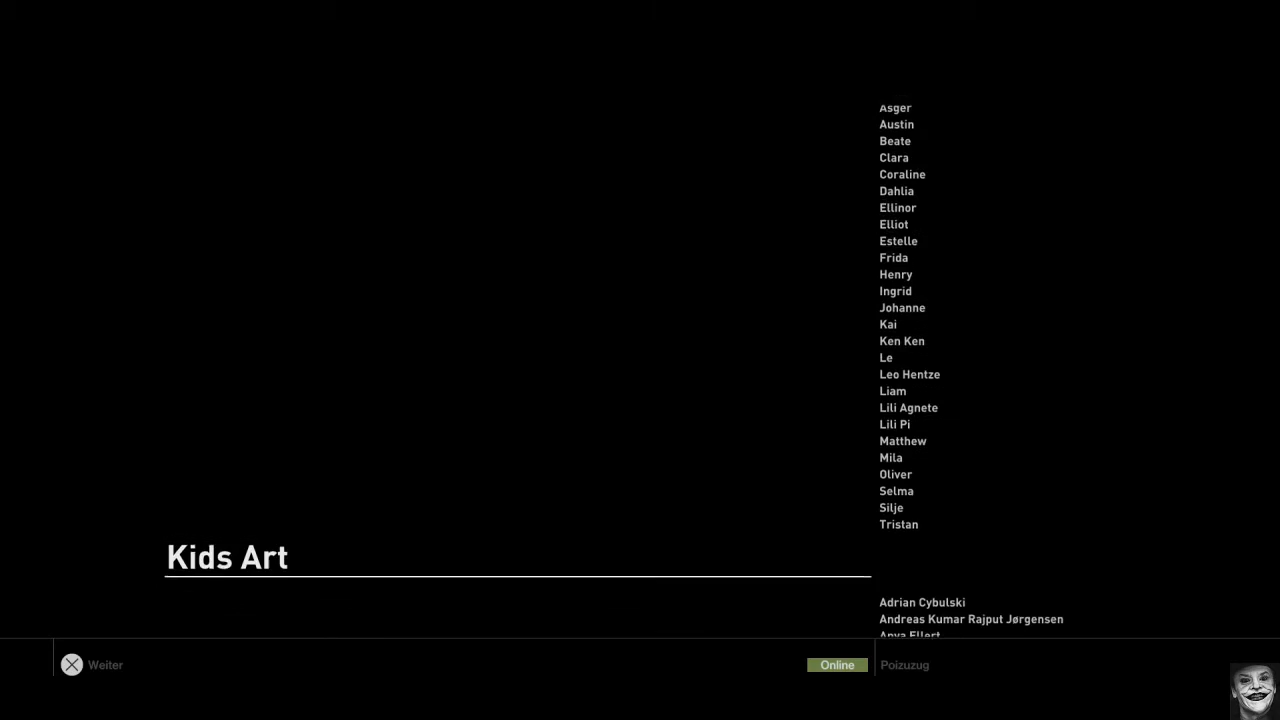 Asger
Austin
Beate
Clara
Coraline
Dahlia
Ellinor
Elliot
Estelle
Frida
Henry
Ingrid
Johanne
Kai
Ken Ken
Le
Leo Hentze
Liam
Lili Agnete
Lili Pi
Matthew
Mila
Oliver
Selma
Silje
Tristan
Kids Art
Adrian Cybulski
Andreas Kumar Rajput Jørgensen
Anya Ellert
Weiter
Online
Poizuzug